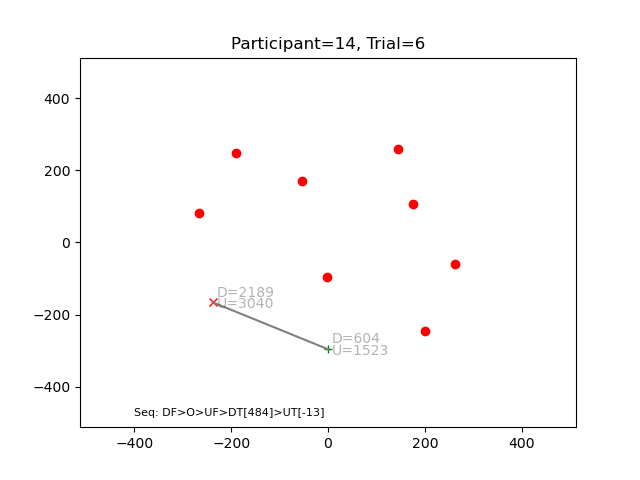 Participant=14, Trial=6
400
200
0
−200
−400
D=2189
U=3040
D=604
U=1523
Seq: DF>O>UF>DT[484]>UT[-13]
−400
−200
0
200
400